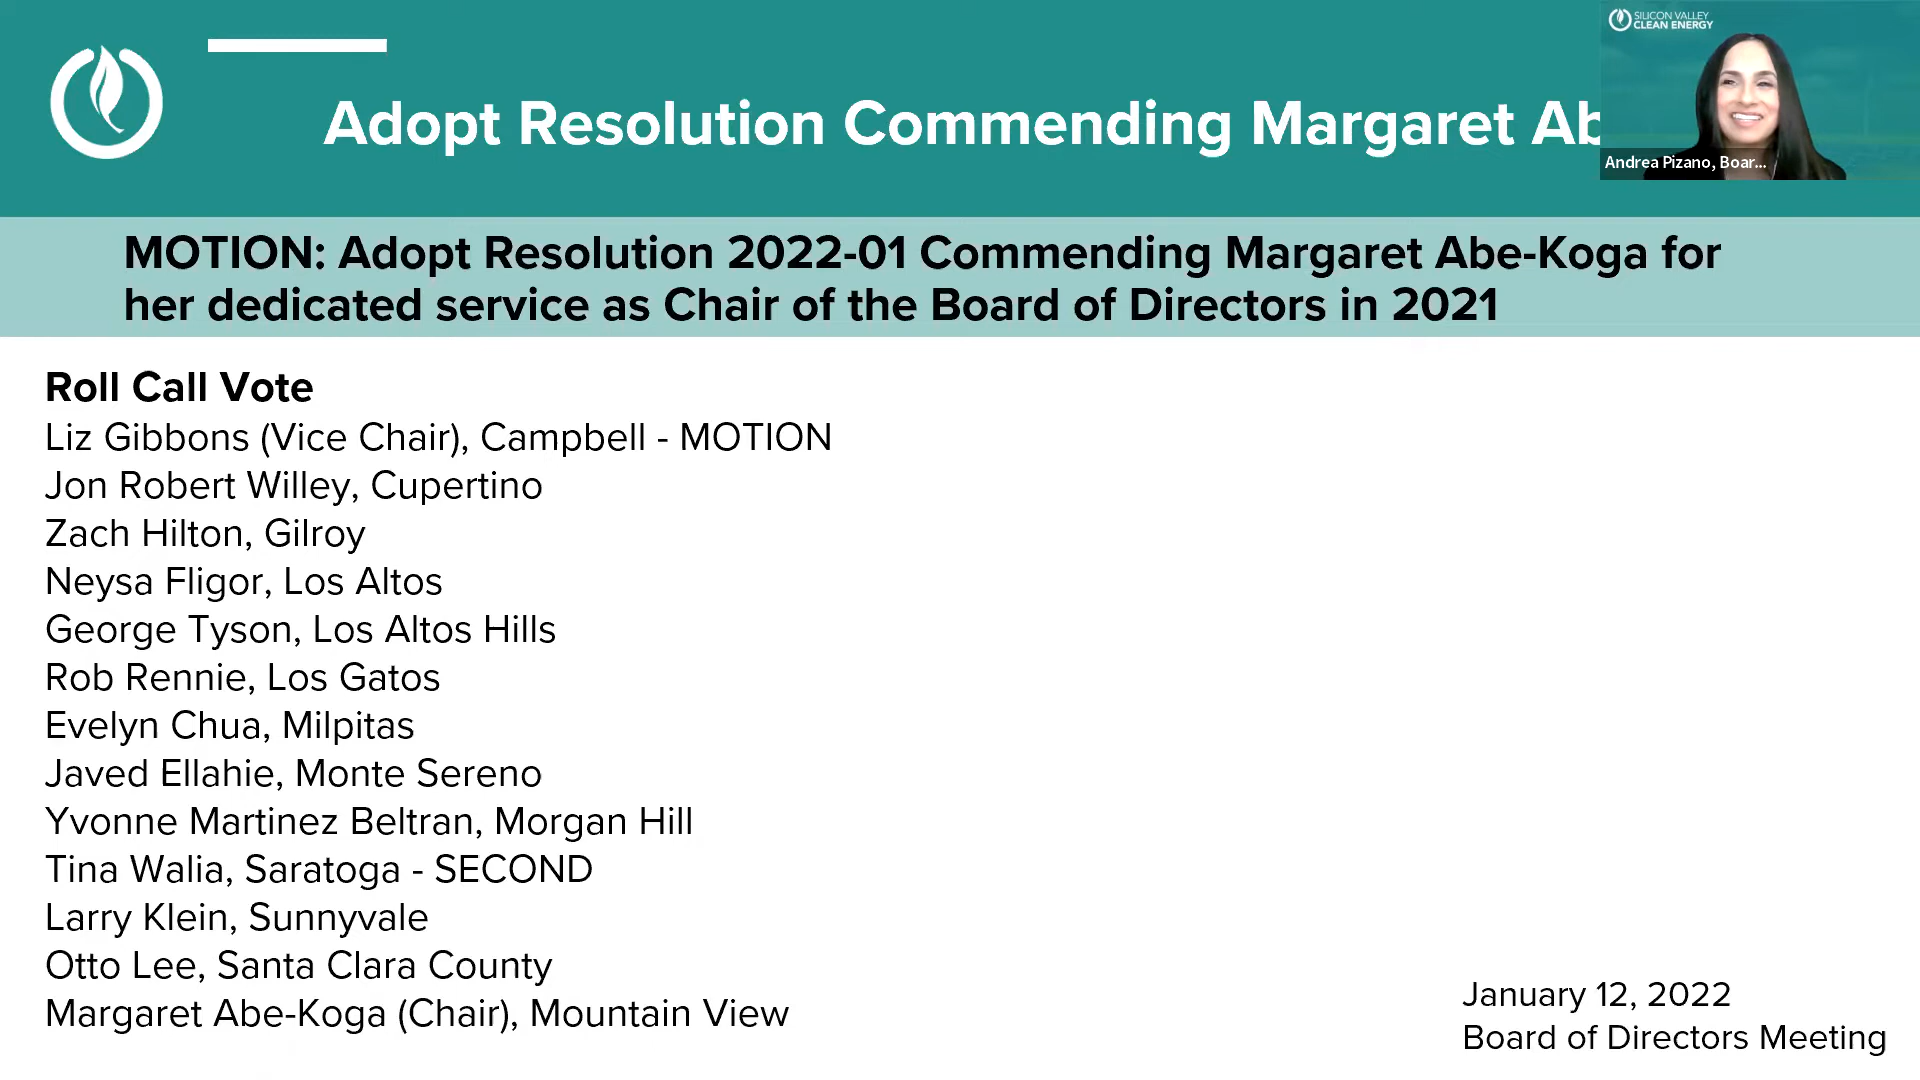 Adopt Resolution Commending Margaret Ab
SILICON VALLEY
CLEAN ENERGY
Andrea Pizano, Boar...
MOTION: Adopt Resolution 2022-01 Commending Margaret Abe-Koga for
her dedicated service as Chair of the Board of Directors in 2021
Roll Call Vote
Liz Gibbons (Vice Chair), Campbell - MOTION
Jon Robert Willey, Cupertino
Zach Hilton, Gilroy
Neysa Fligor, Los Altos
George Tyson, Los Altos Hills
Rob Rennie, Los Gatos
Evelyn Chua, Milpitas
Javed Ellahie, Monte Sereno
Yvonne Martinez Beltran, Morgan Hill
Tina Walia, Saratoga - SECOND
Larry Klein, Sunnyvale
Otto Lee, Santa Clara County
Margaret Abe-Koga (Chair), Mountain View
January 12, 2022
Board of Directors Meeting